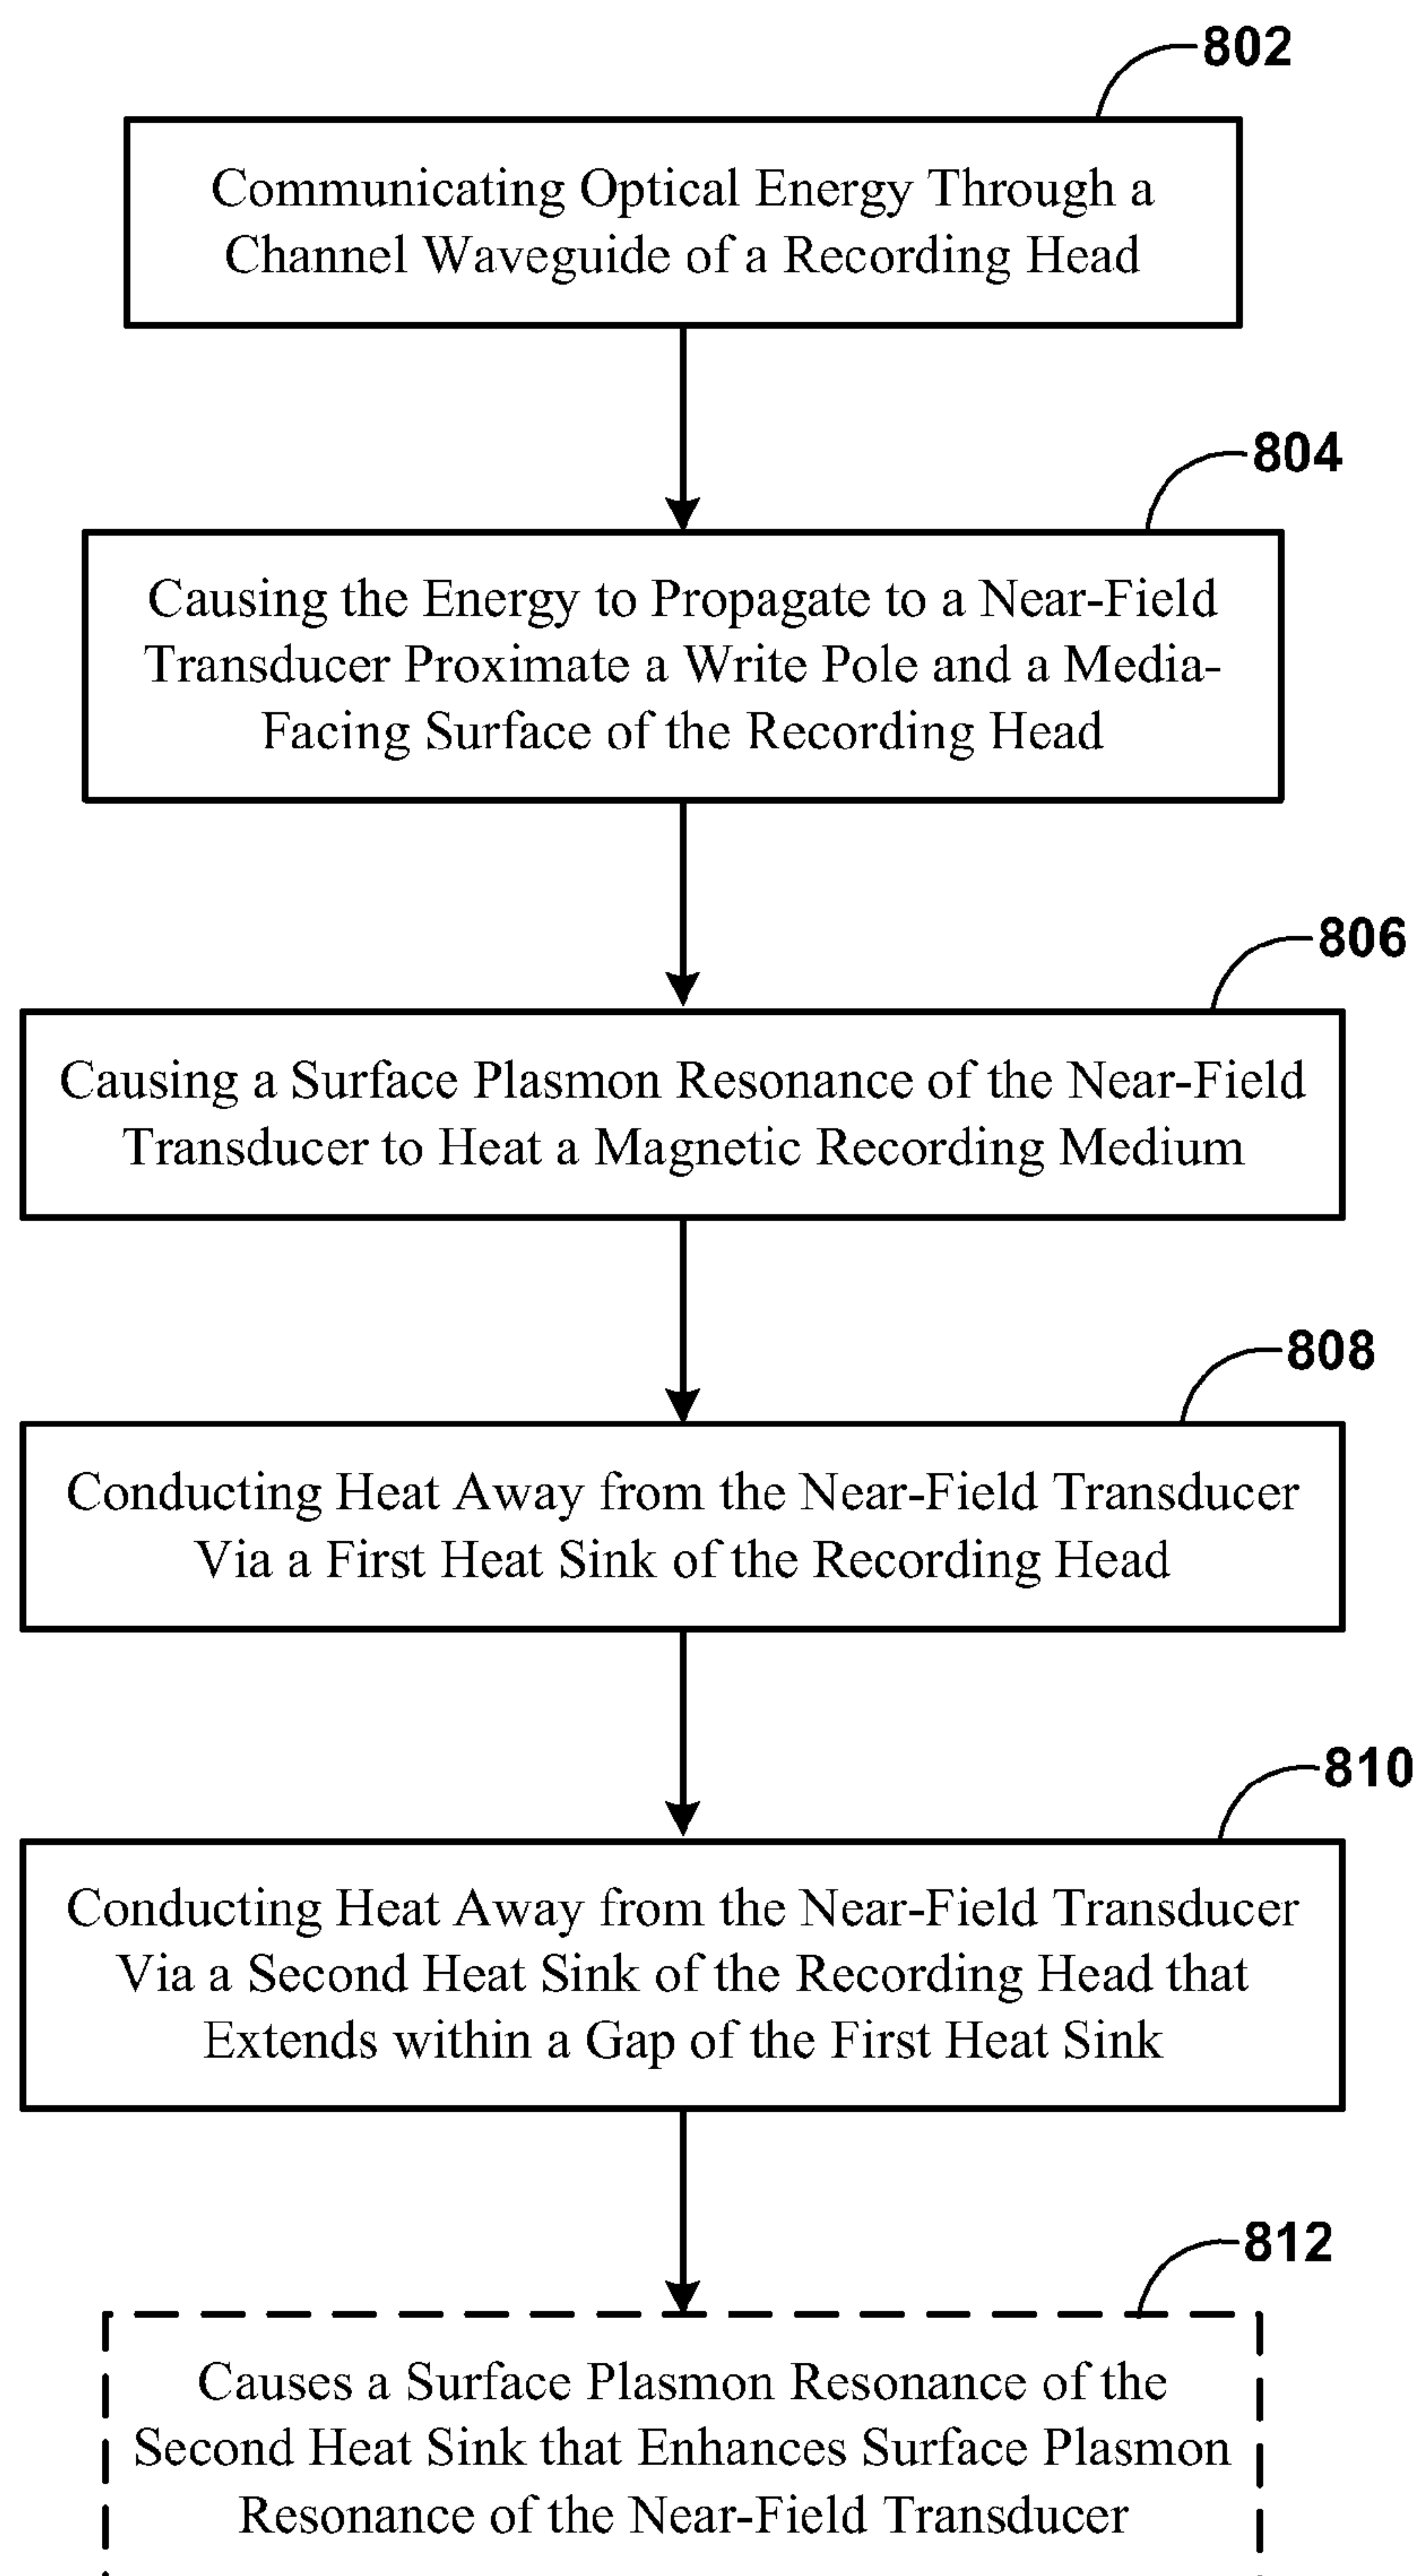 802
Communicating Optical Energy Through a
Channel Waveguide of a Recording Head
804
Causing the Energy to Propagate to a Near-Field
Transducer Proximate a Write Pole and a Media-
Facing Surface of the Recording Head
806
Causing a Surface Plasmon Resonance of the Near-Field
Transducer to Heat a Magnetic Recording Medium
808
Conducting Heat Away from the Near-Field Transducer
Via a First Heat Sink of the Recording Head
810
Conducting Heat Away from the Near-Field Transducer
Via a Second Heat Sink of the Recording Head that
Extends within a Gap of the First Heat Sink
812
Causes a Surface Plasmon Resonance of the
Second Heat Sink that Enhances Surface Plasmon
Resonance of the Near-Field Transducer